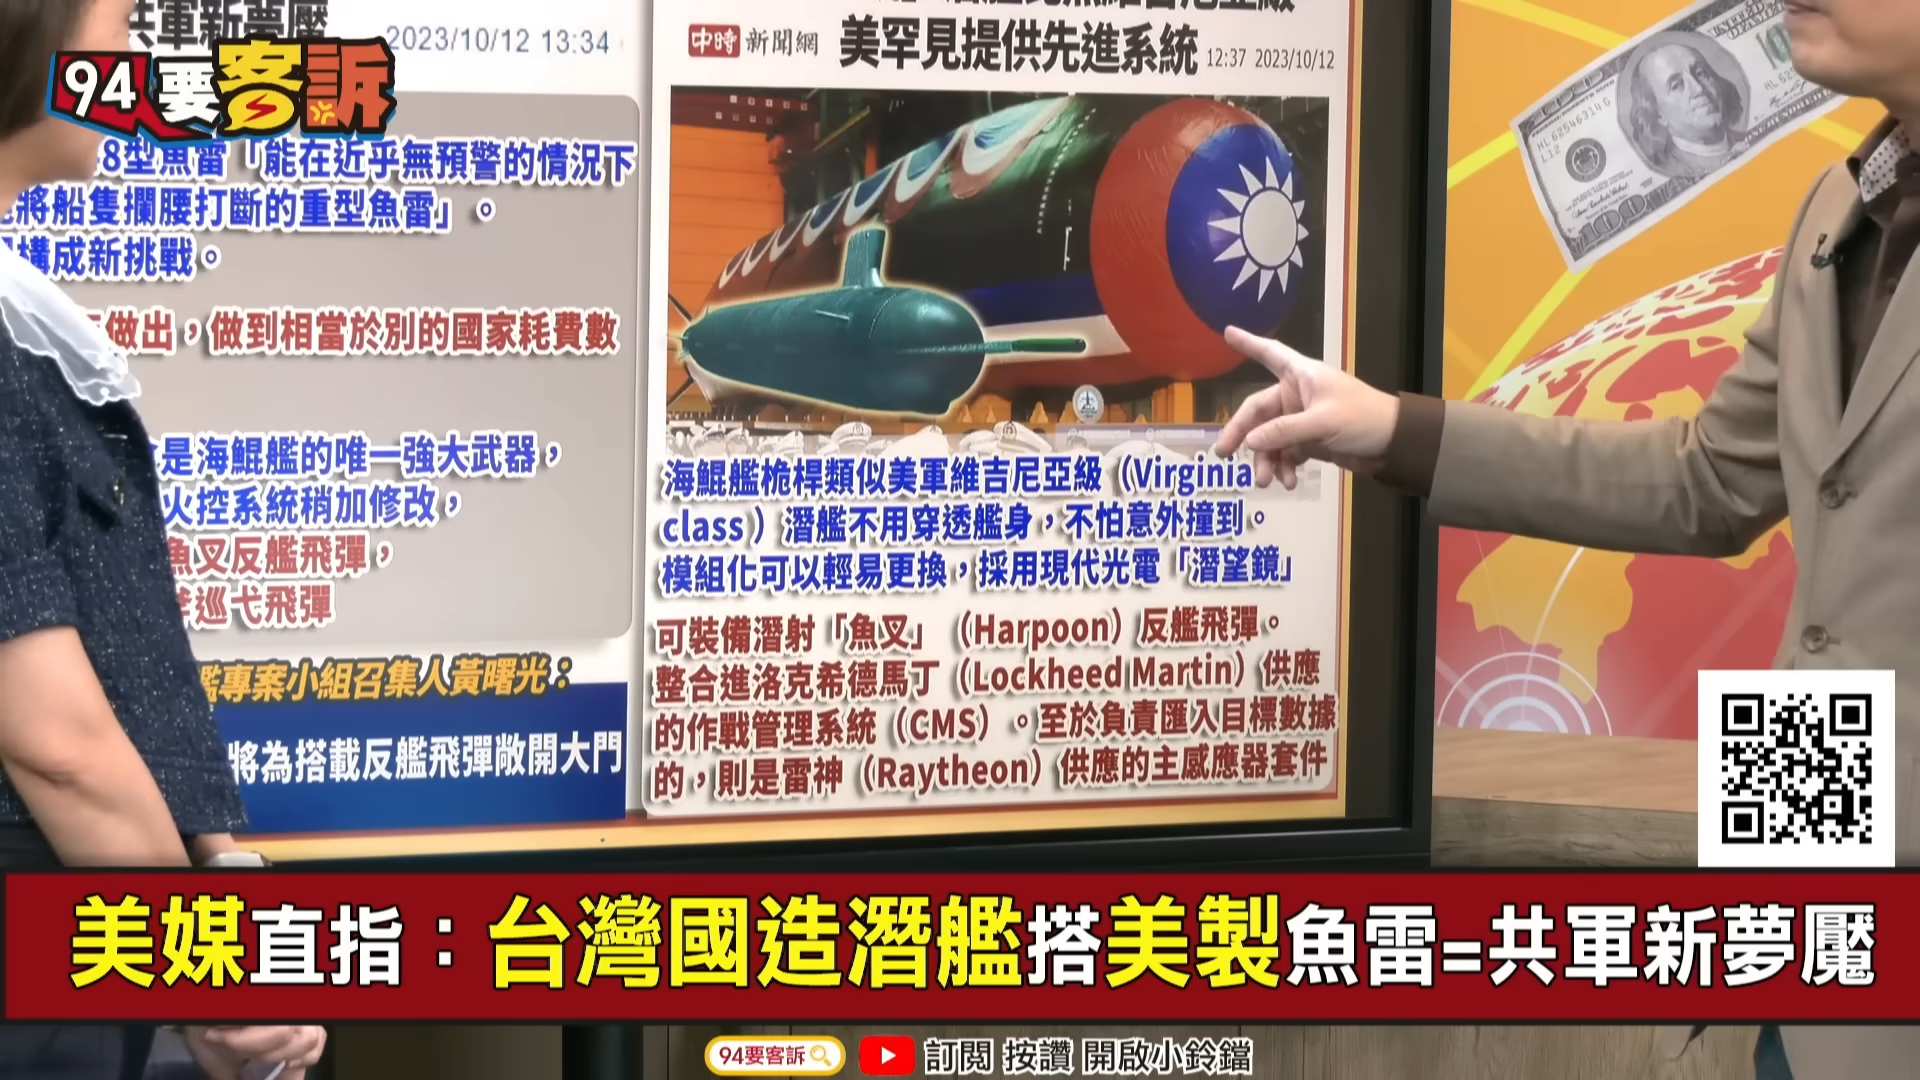 94要客訴
共軍新夢魘
2023/10/12 13:34
8型魚雷「能在近乎無預警的情況下
將船隻攔腰打斷的重型魚雷」。
構成新挑戰。
做出，做到相當於別的國家耗費數
是海鯤艦的唯一強大武器，
火控系統稍加修改，
魚叉反艦飛彈，
巡弋飛彈
艦專案小組召集人黃曙光：
將為搭載反艦飛彈敞開大門
中時新聞網
美罕見提供先進系統
12:37 2023/10/12
海鯤艦桅桿類似美軍維吉尼亞級（Virginia
class）潛艦不用穿透艦身，不怕意外撞到。
模組化可以輕易更換，採用現代光電「潛望鏡」
可裝備潛射「魚叉」（Harpoon）反艦飛彈。
整合進洛克希德馬丁（Lockheed Martin）供應
的作戰管理系統（CMS）。至於負責匯入目標數據
的，則是雷神（Raytheon）供應的主感應器套件
HL 62546314 G
L12
100
美媒直指：台灣國造潛艦搭美製魚雷=共軍新夢魘
94要客訴
訂閱 按讚 開啟小鈴鐺